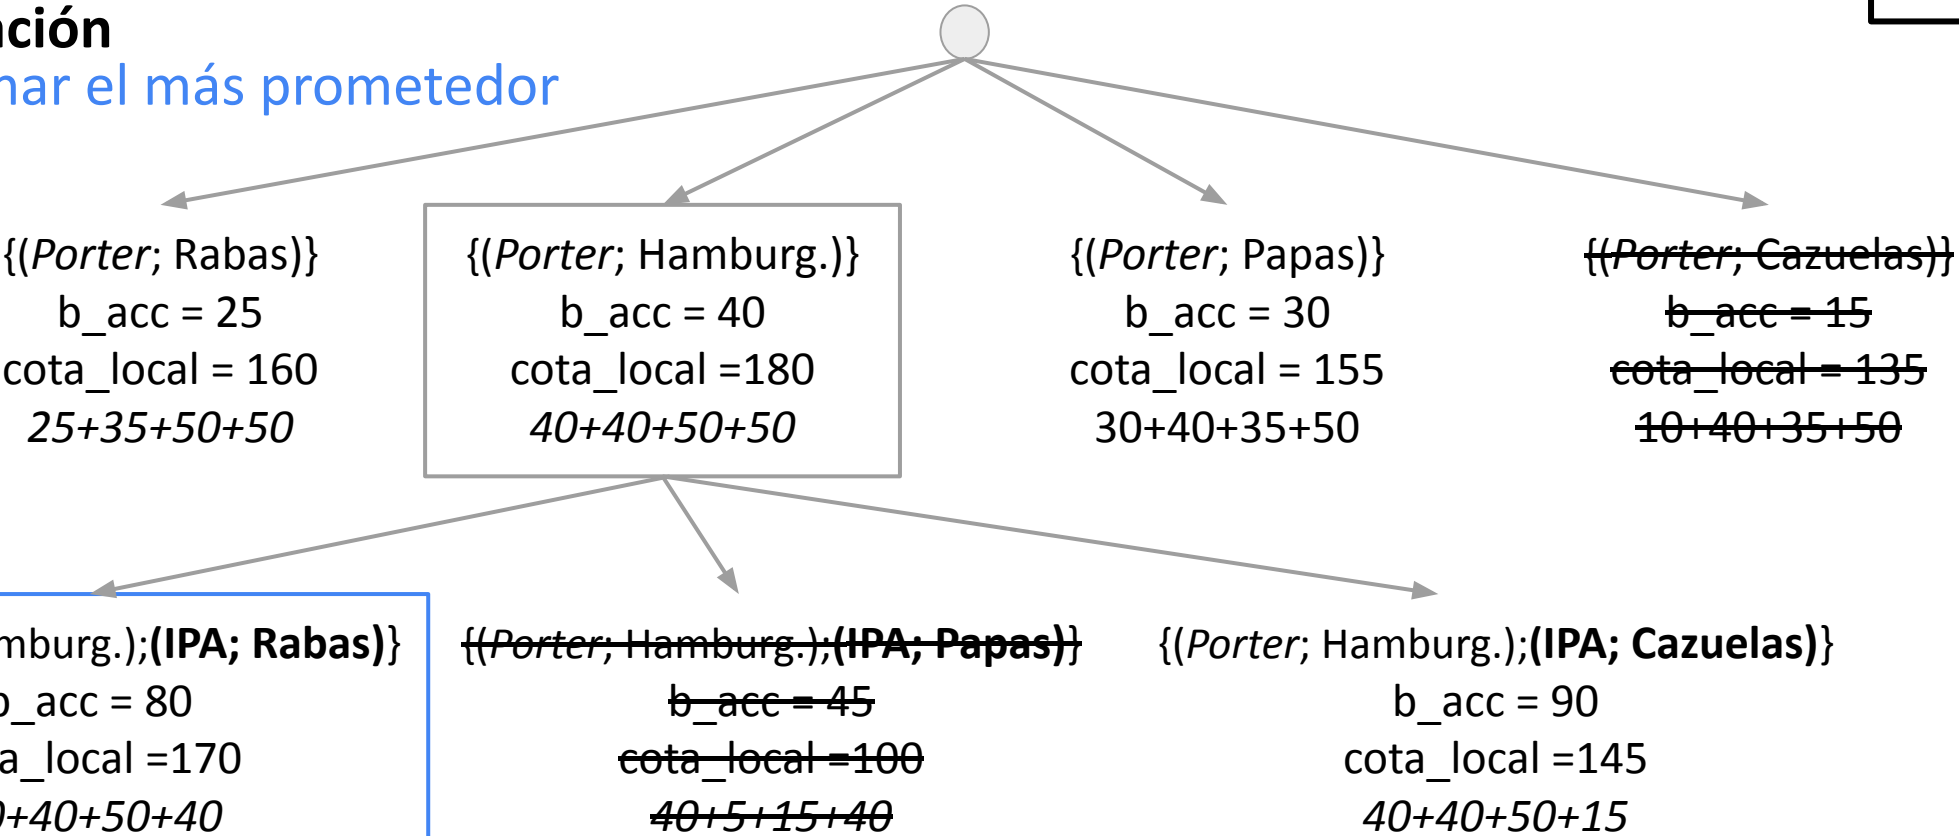 ción
nar el más prometedor
{(Porter; Rabas)}
b_acc = 25
cota_local = 160
25+35+50+50
{(Porter; Hamburg.)}
b_acc = 40
cota_local =180
40+40+50+50
{(Porter; Papas)}
b_acc = 30
cota_local = 155
30+40+35+50
{(Porter; Cazuelas)}
b_acc = 15
cota_local = 135
10+40+35+50
mburg.);(IPA; Rabas)}
b_acc = 80
a_local =170
+40+50+40
{(Porter; Hamburg.);(IPA; Papas)}
b_acc = 45
cota_local =100
40+5+15+40
{(Porter; Hamburg.);(IPA; Cazuelas)}
b_acc = 90
cota_local =145
40+40+50+15